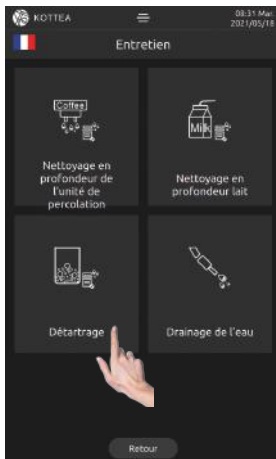 KOTTEA
08:31 Mar.
2021/05/18
Entretien
Coffee
Nettoyage en
profondeur de
l'unité de
percolation
Milk
Nettoyage en
profondeur lait
Détartrage
Drainage de l'eau
Retour